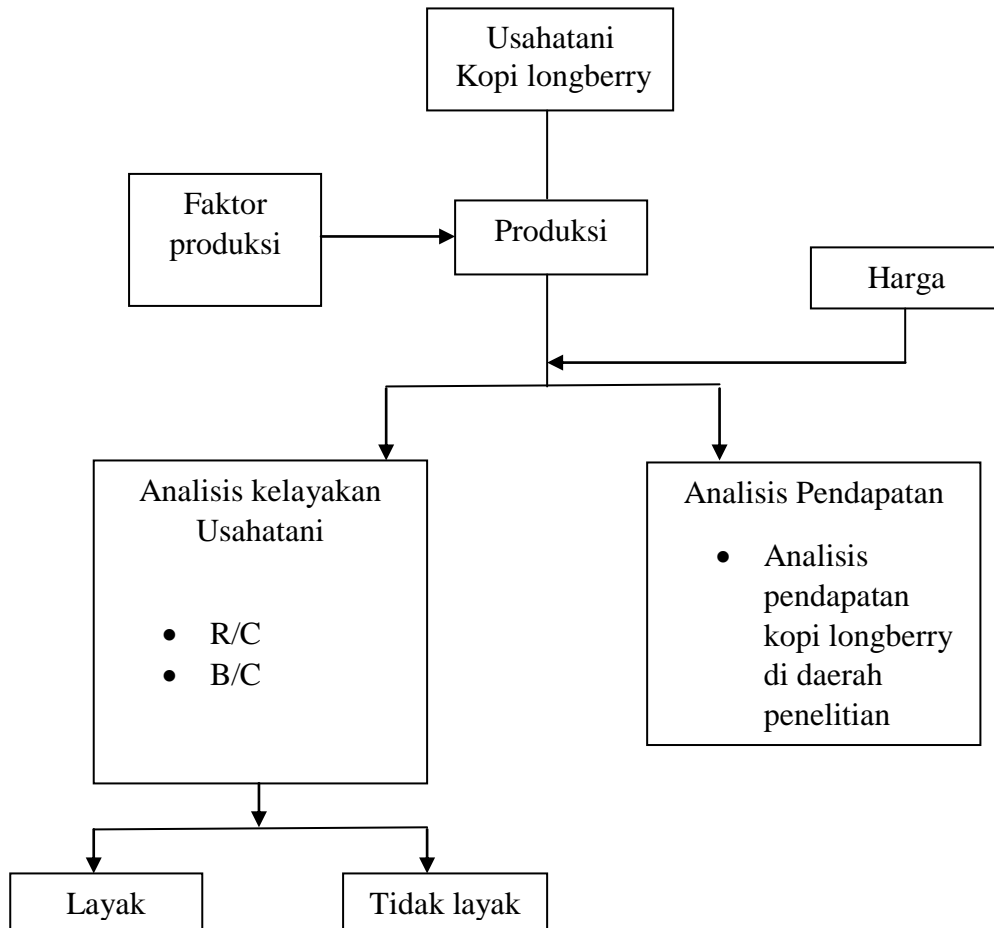 Usahatani
Kopi longberry
Faktor
produksi
Produksi
Harga
Analisis kelayakan
Usahatani
• R/C
• B/C
Analisis Pendapatan
• Analisis
pendapatan
kopi longberry
di daerah
penelitian
Layak
Tidak layak